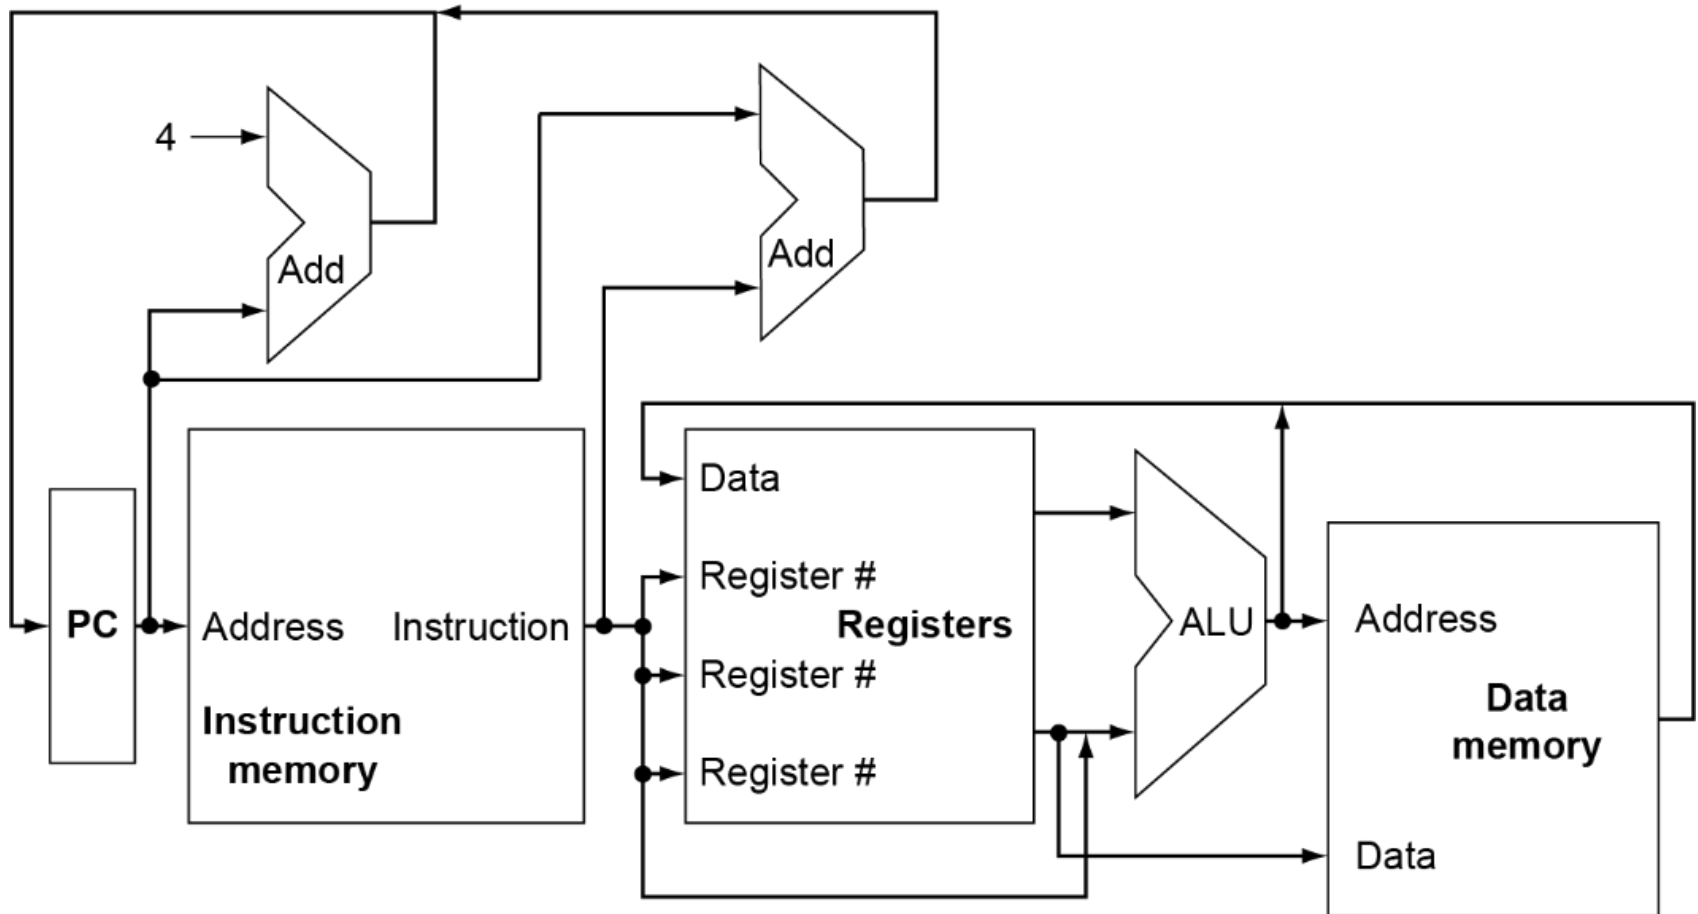 4
Add
Add
Data
Register #
PC
Address
Instruction
Registers
ALU
Address
Register #
Instruction
memory
Data
memory
Register #
Data